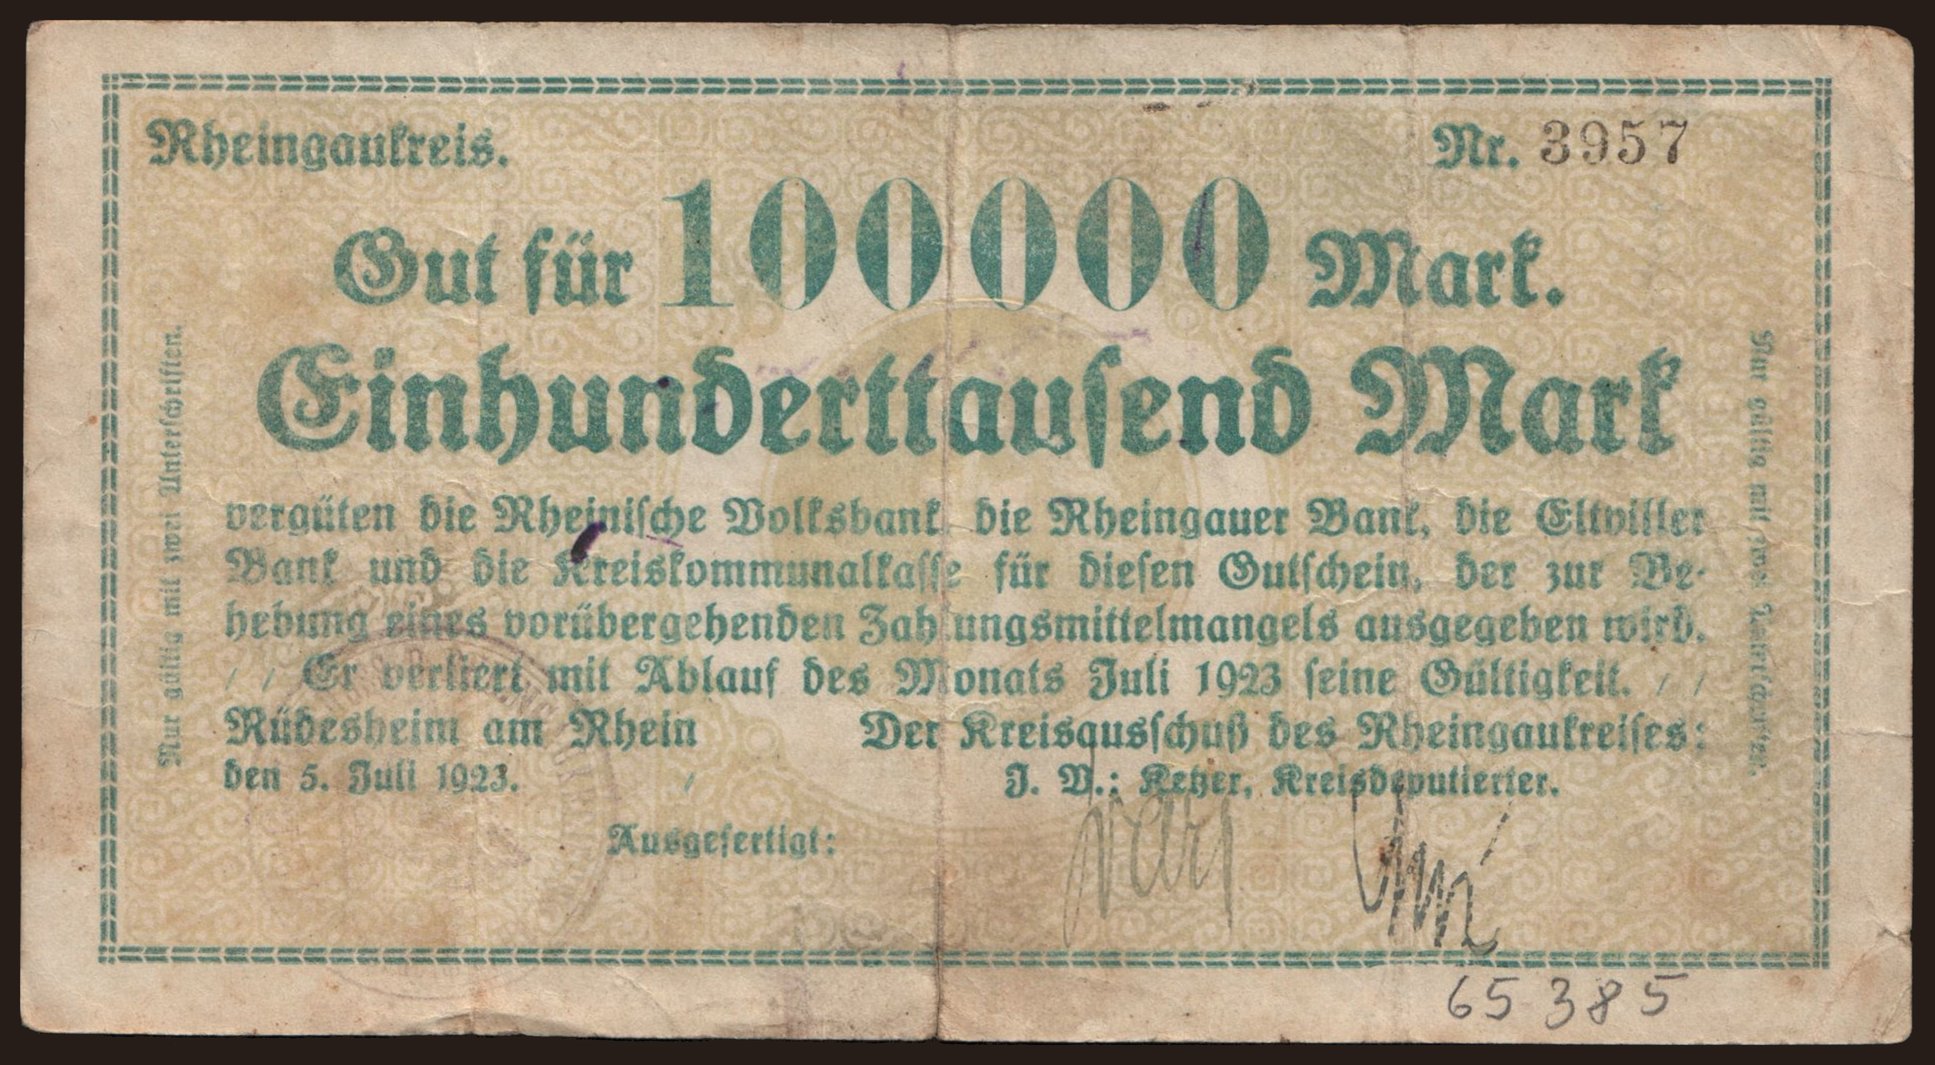 Rheingaukreis.
Nr. 3957
Gut für 100000 Mark.
Einhunderttausend Mark
vergüten die Rheinische Volksbank, die Rheingauer Bank, die Eltviller
Bank und die Kreiskommunalkasse für diesen Gutschein, der zur Be-
hebung eines vorübergehenden Zahlungsmittelmangels ausgegeben wird.
Er verliert mit Ablauf des Monats Juli 1923 seine Gültigkeit.
Rüdesheim am Rhein
den 5. Juli 1923.
Der Kreisausschuß des Rheingaukreises:
J. V.: Keßer, Kreisdeputierter.
Ausgefertigt:
Nur gültig mit zwei Unterschriften.
Nur gültig mit zwei Unterschriften.
65385